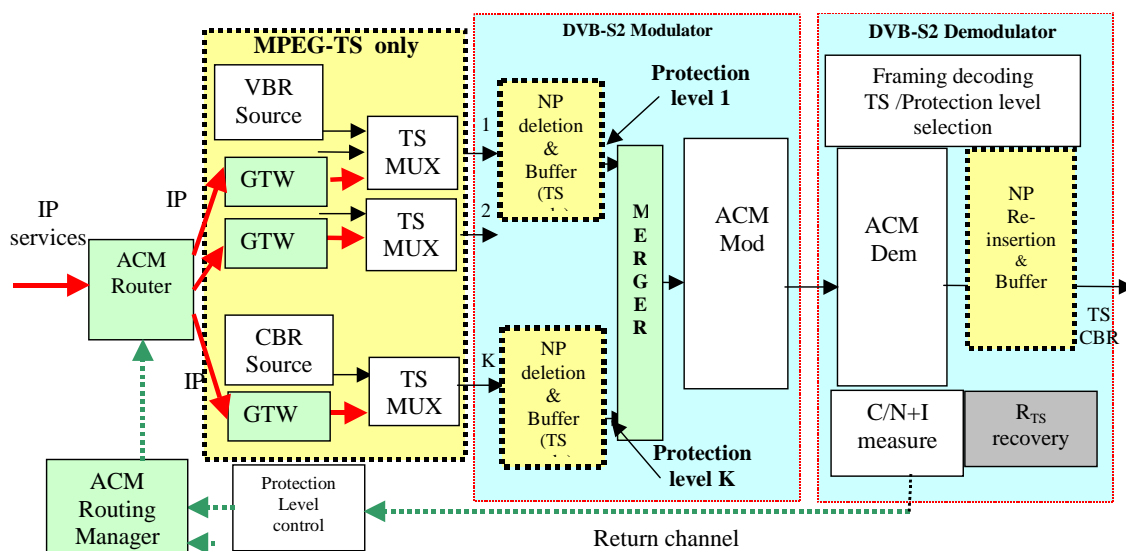 MPEG-TS only
DVB-S2 Modulator
DVB-S2 Demodulator
VBR
Source
TS
MUX
GTW
GTW
TS
MUX
CBR
Source
TS
MUX
GTW
IP
services
IP
IP
ACM
Router
ACM
Routing
Manager
Protection
Level
control
1
2
K
NP
deletion
&
Buffer
(TS
Protection
level 1
NP
deletion
&
Buffer
(TS
Protection
level K
MERGER
ACM
Mod
Framing decoding
TS /Protection level
selection
ACM
Dem
NP
Re-
insertion
&
Buffer
TS
CBR
C/N+I
measure
RTS
recovery
Return channel